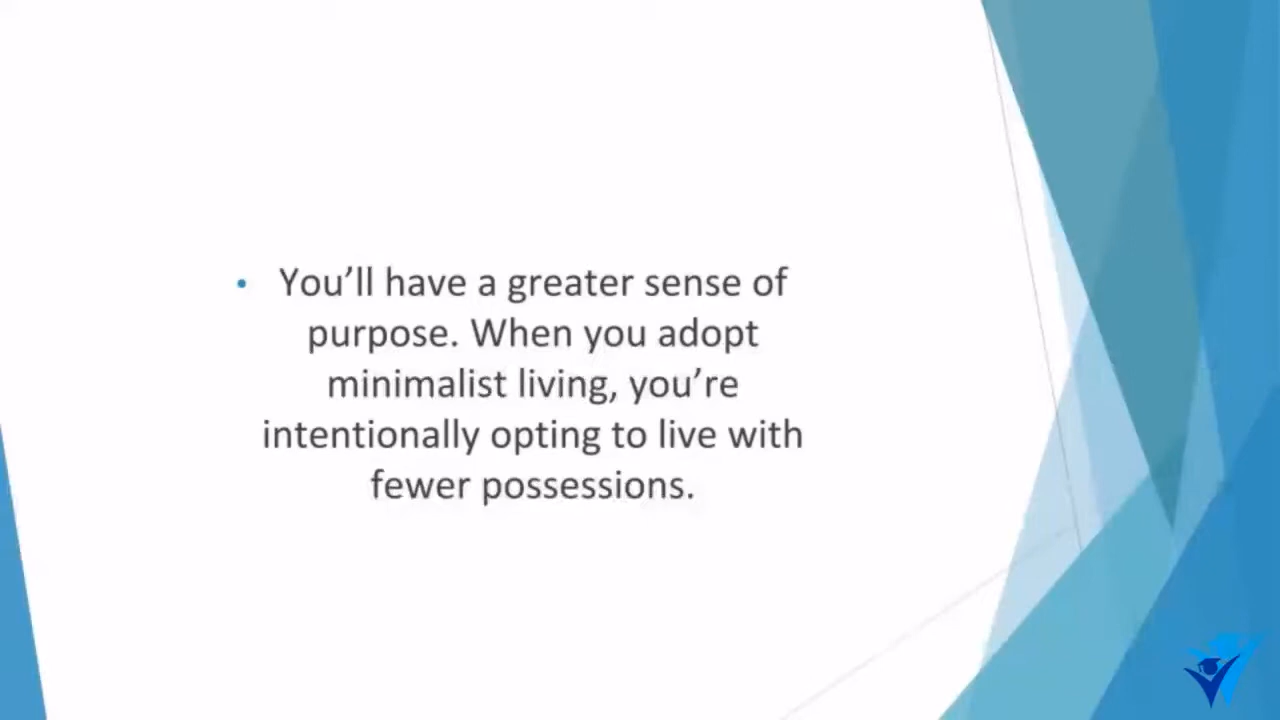 • You’ll have a greater sense of
purpose. When you adopt
minimalist living, you’re
intentionally opting to live with
fewer possessions.